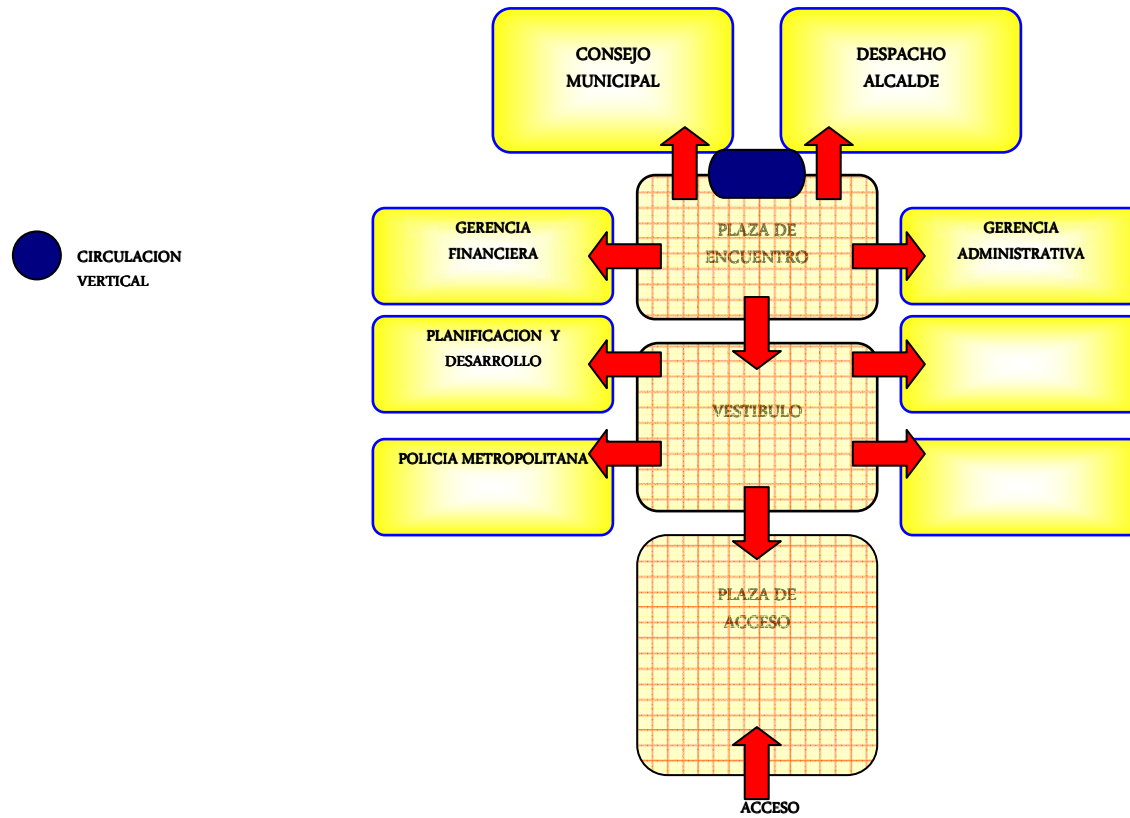 CONSEJO
MUNICIPAL
DESPACHO
ALCALDE
CIRCULACION
VERTICAL
GERENCIA
FINANCIERA
PLAZA DE
ENCUENTRO
GERENCIA
ADMINISTRATIVA
PLANIFICACION Y
DESARROLLO
VESTIBULO
POLICIA METROPOLITANA
PLAZA DE
ACCESO
ACCESO